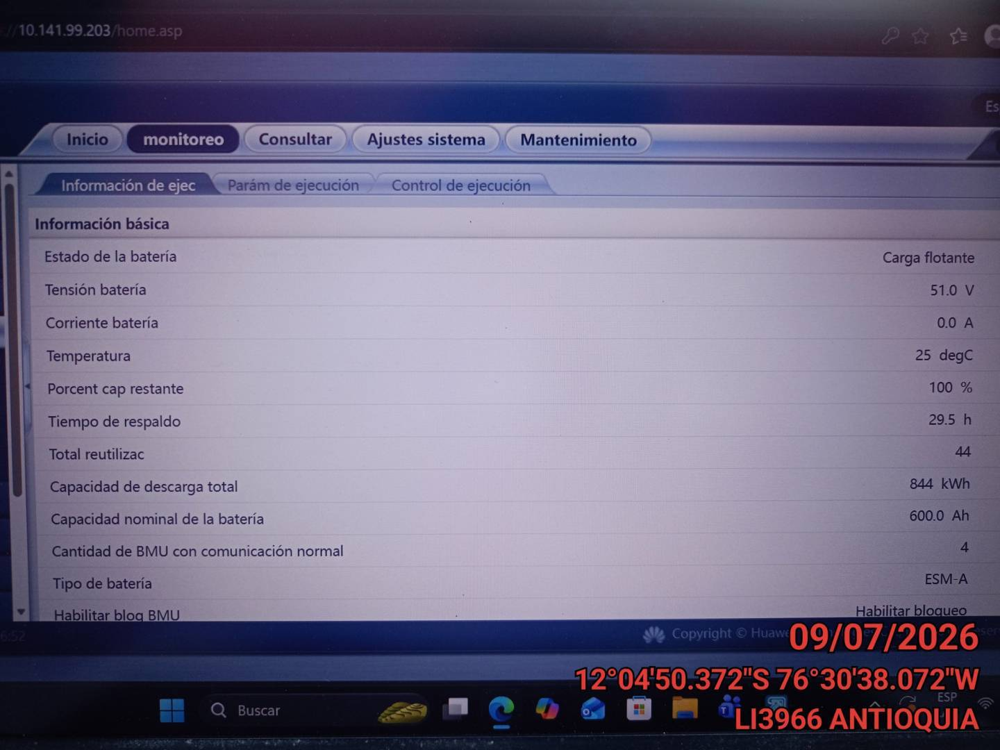 //10.141.99.203/home.asp
Es
Inicio monitoreo Consultar Ajustes sistema Mantenimiento
Información de ejec Parám de ejecución Control de ejecución
Información básica
Estado de la batería Carga flotante
Tensión batería 51.0 V
Corriente batería 0.0 A
Temperatura 25 degC
Porcent cap restante 100 %
Tiempo de respaldo 29.5 h
Total reutilizac 44
Capacidad de descarga total 844 kWh
Capacidad nominal de la batería 600.0 Ah
Cantidad de BMU con comunicación normal 4
Tipo de batería ESM-A
Habilitar bloq BMU Habilitar bloqueo
6:52 Copyright © Huawe
09/07/2026
12°04'50.372"S 76°30'38.072"W
Buscar ESP
LI3966 ANTIOQUIA